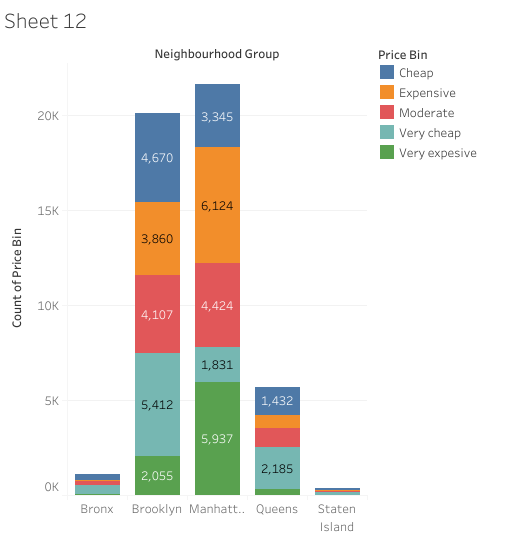 Sheet 12
Neighbourhood Group
Price Bin
Cheap
Expensive
Moderate
Very cheap
Very expesive
Count of Price Bin
20K
15K
10K
5K
0K
4,670
3,860
4,107
5,412
2,055
3,345
6,124
4,424
1,831
5,937
1,432
2,185
Bronx
Brooklyn
Manhatt..
Queens
Staten
Island